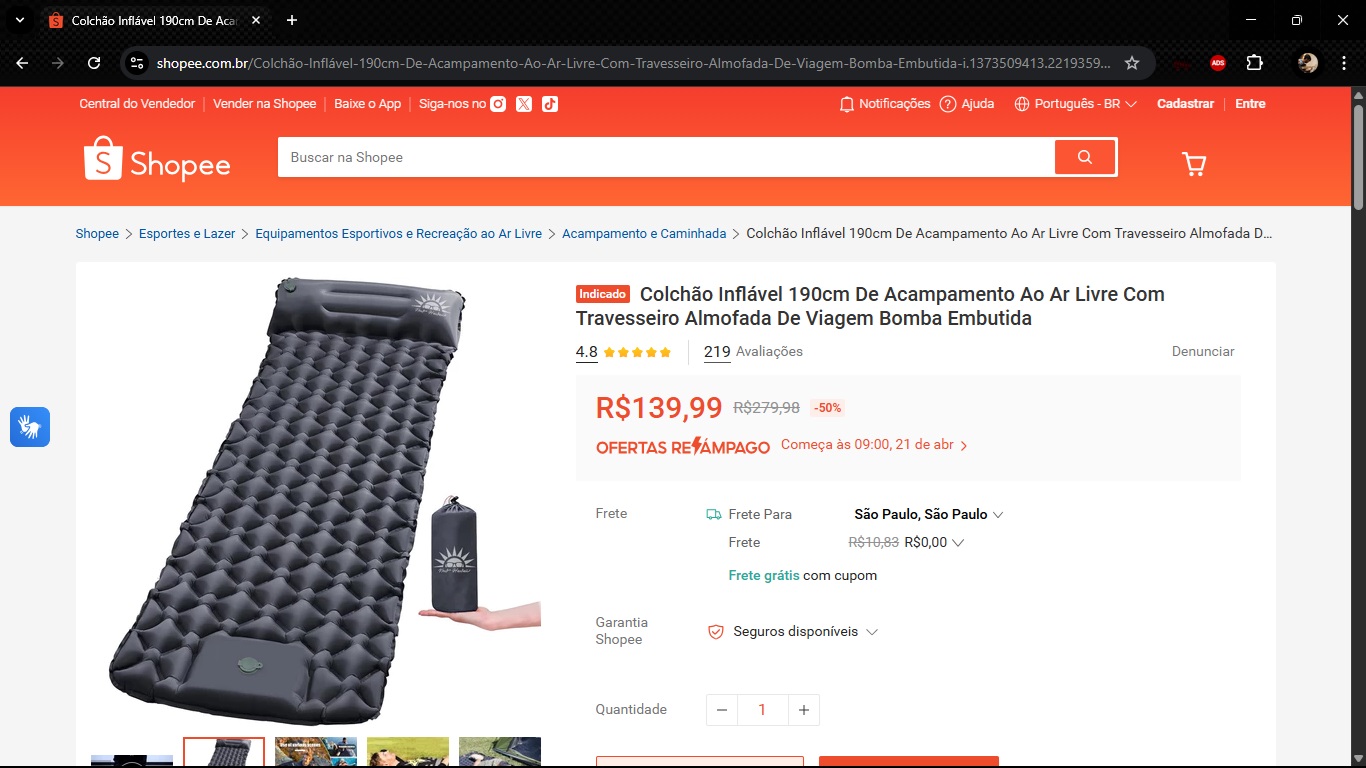 Colchão Inflável 190cm De Aca
shopee.com.br/Colchão-Inflável-190cm-De-Acampamento-Ao-Ar-Livre-Com-Travesseiro-Almofada-De-Viagem-Bomba-Embutida-i.1373509413.2219359...
ADS
Central do Vendedor Vender na Shopee Baixe o App Siga-nos no Notificações Ajuda Português - BR Cadastrar Entre
Shopee
Buscar na Shopee
Shopee > Esportes e Lazer > Equipamentos Esportivos e Recreação ao Ar Livre > Acampamento e Caminhada > Colchão Inflável 190cm De Acampamento Ao Ar Livre Com Travesseiro Almofada D...
Indicado Colchão Inflável 190cm De Acampamento Ao Ar Livre Com
Travesseiro Almofada De Viagem Bomba Embutida
4.8 219 Avaliações Denunciar
R$139,99 R$279,98 -50%
OFERTAS RELÁMPAGO Começa às 09:00, 21 de abr
Frete Frete Para São Paulo, São Paulo
Frete R$10,83 R$0,00
Frete grátis com cupom
Garantia
Shopee
Seguros disponíveis
Quantidade − 1 +